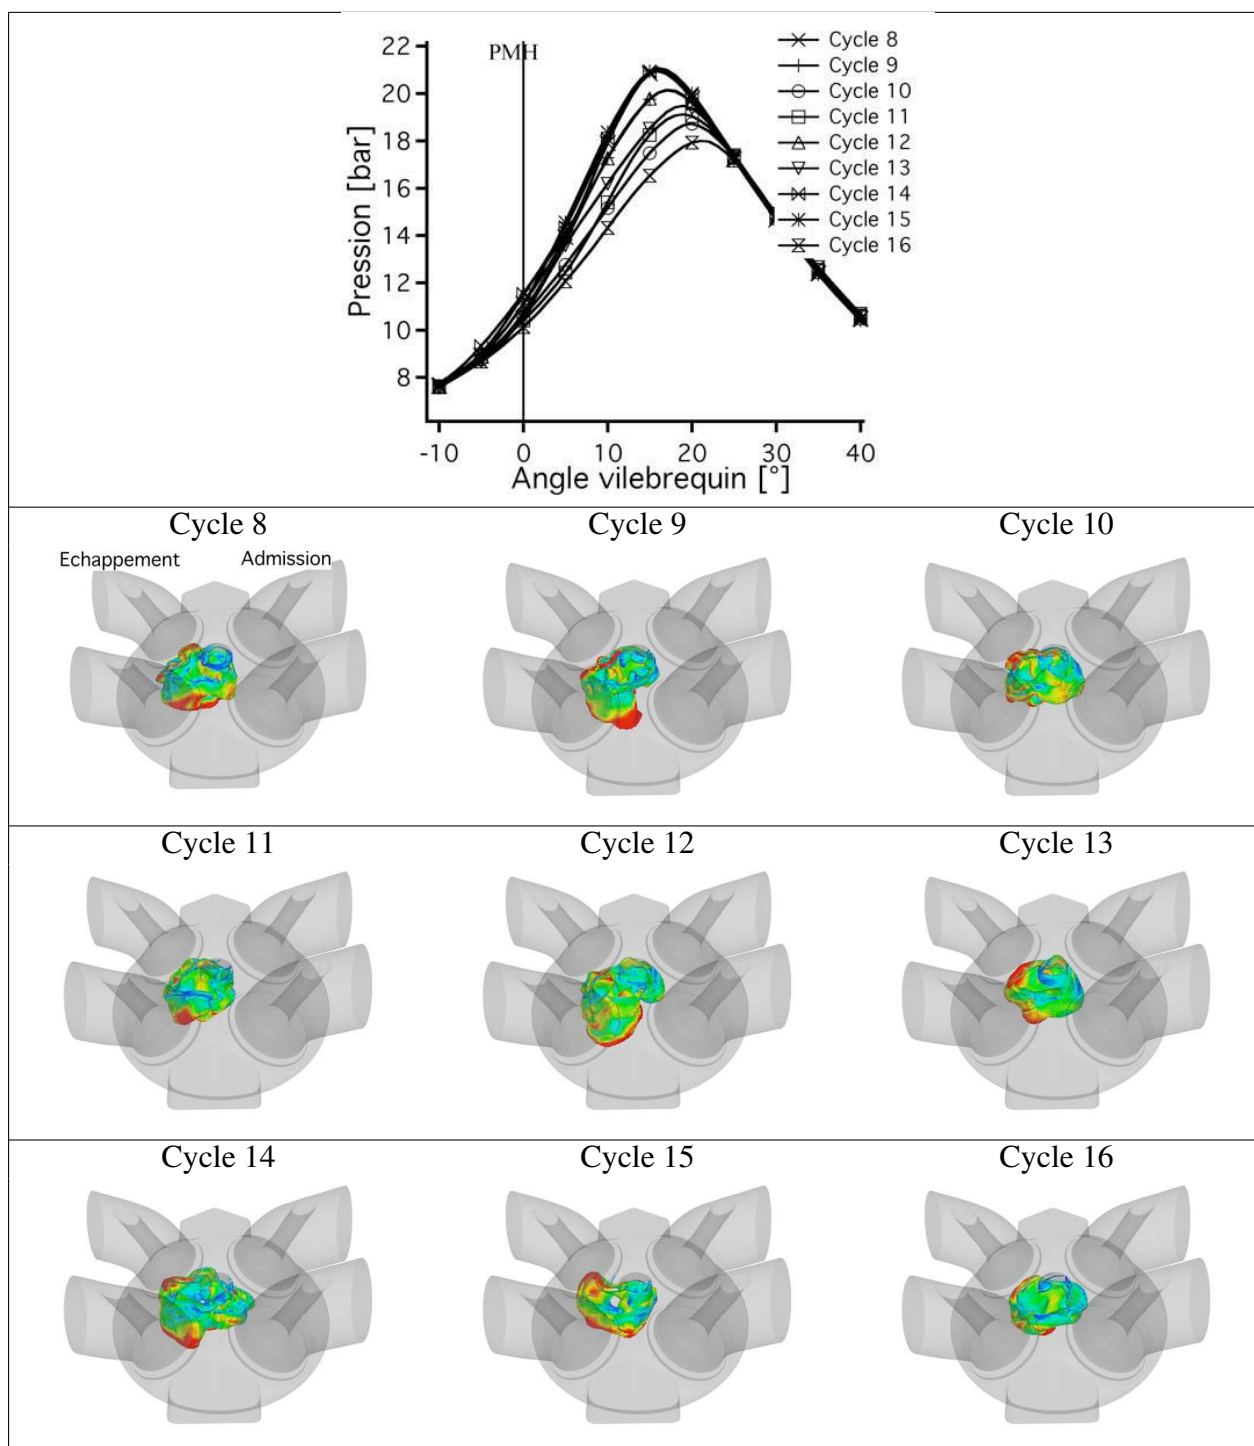 PMH
22
20
18
16
14
12
10
8
Pression [bar]
Cycle 8
Cycle 9
Cycle 10
Cycle 11
Cycle 12
Cycle 13
Cycle 14
Cycle 15
Cycle 16
-10 0 10 20 30 40
Angle vilebrequin [°]
Cycle 8 Cycle 9 Cycle 10
Echappement Admission
Cycle 11 Cycle 12 Cycle 13
Cycle 14 Cycle 15 Cycle 16